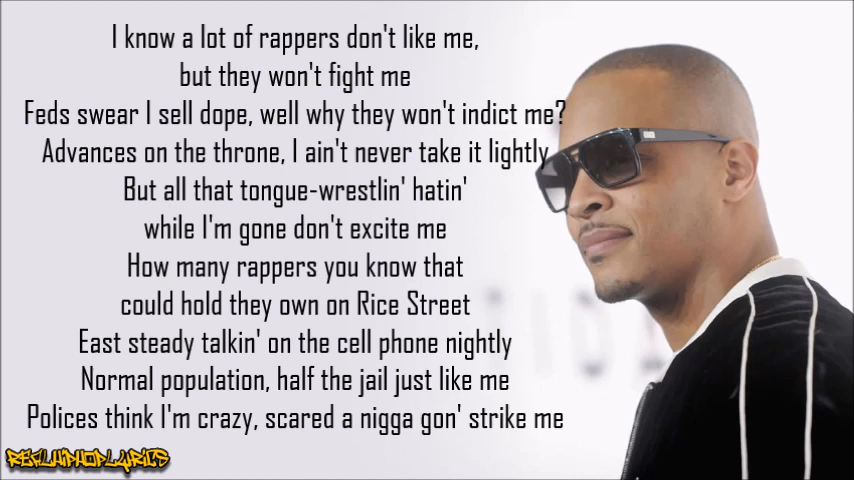 I know a lot of rappers don't like me,
but they won't fight me
Feds swear I sell dope, well why they won't indict me?
Advances on the throne, I ain't never take it lightly
But all that tongue-wrestlin' hatin'
while I'm gone don't excite me
How many rappers you know that
could hold they own on Rice Street
East steady talkin' on the cell phone nightly
Normal population, half the jail just like me
Polices think I'm crazy, scared a nigga gon' strike me
REALHIPHOPLYRICS